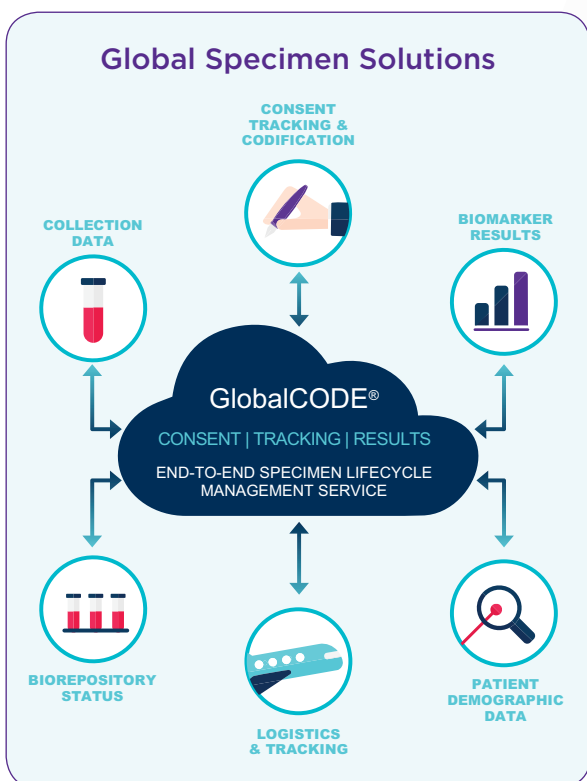 Global Specimen Solutions
CONSENT
TRACKING &
CODIFICATION
COLLECTION
DATA
BIOMARKER
RESULTS
GlobalCODE®
CONSENT | TRACKING | RESULTS
END-TO-END SPECIMEN LIFECYCLE
MANAGEMENT SERVICE
BIOREPOSITORY
STATUS
LOGISTICS
& TRACKING
PATIENT
DEMOGRAPHIC
DATA